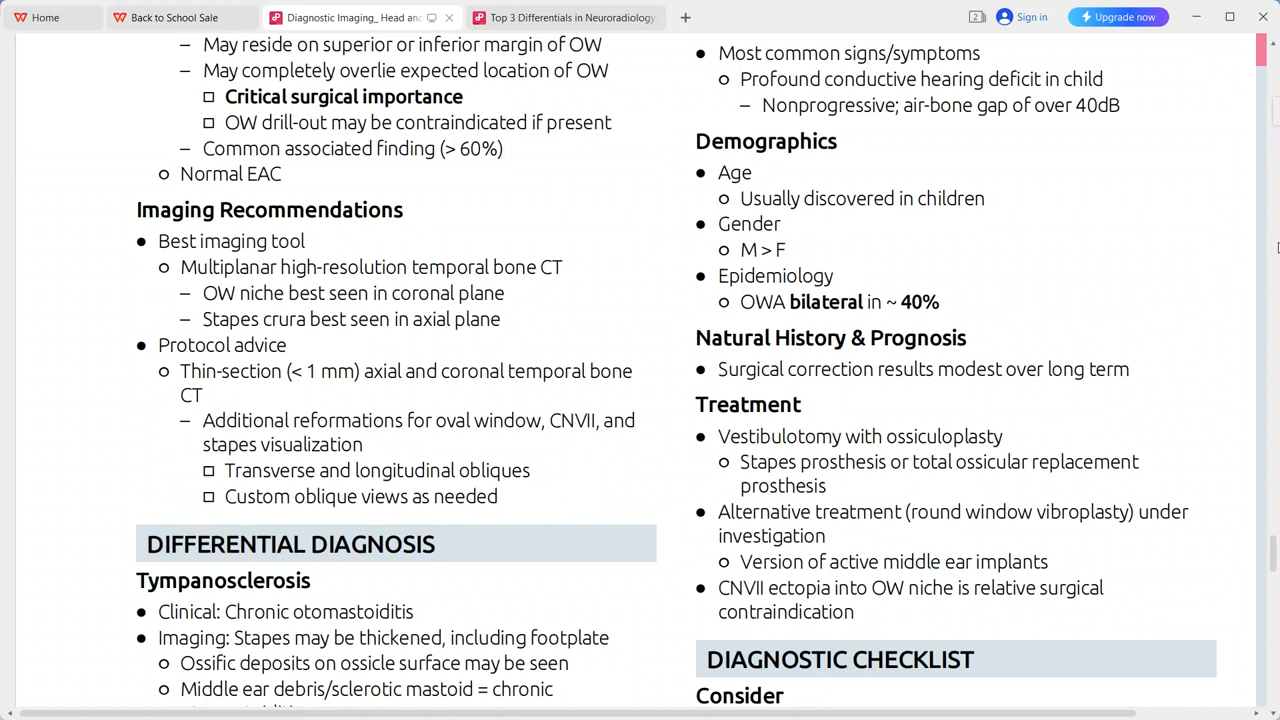 Home
Back to School Sale
Diagnostic Imaging_ Head and
Top 3 Differentials in Neuroradiology.
2
Sign in
Upgrade now
– May reside on superior or inferior margin of OW
– May completely overlie expected location of OW
□ Critical surgical importance
□ OW drill-out may be contraindicated if present
– Common associated finding (> 60%)
○ Normal EAC
Imaging Recommendations
● Best imaging tool
○ Multiplanar high-resolution temporal bone CT
– OW niche best seen in coronal plane
– Stapes crura best seen in axial plane
● Protocol advice
○ Thin-section (< 1 mm) axial and coronal temporal bone
CT
– Additional reformations for oval window, CNVII, and
stapes visualization
□ Transverse and longitudinal obliques
□ Custom oblique views as needed
DIFFERENTIAL DIAGNOSIS
Tympanosclerosis
● Clinical: Chronic otomastoiditis
● Imaging: Stapes may be thickened, including footplate
○ Ossific deposits on ossicle surface may be seen
○ Middle ear debris/sclerotic mastoid = chronic
● Most common signs/symptoms
○ Profound conductive hearing deficit in child
– Nonprogressive; air-bone gap of over 40dB
Demographics
● Age
○ Usually discovered in children
● Gender
○ M > F
● Epidemiology
○ OWA bilateral in ~ 40%
Natural History & Prognosis
● Surgical correction results modest over long term
Treatment
● Vestibulotomy with ossiculoplasty
○ Stapes prosthesis or total ossicular replacement
prosthesis
● Alternative treatment (round window vibroplasty) under
investigation
○ Version of active middle ear implants
● CNVII ectopia into OW niche is relative surgical
contraindication
DIAGNOSTIC CHECKLIST
Consider